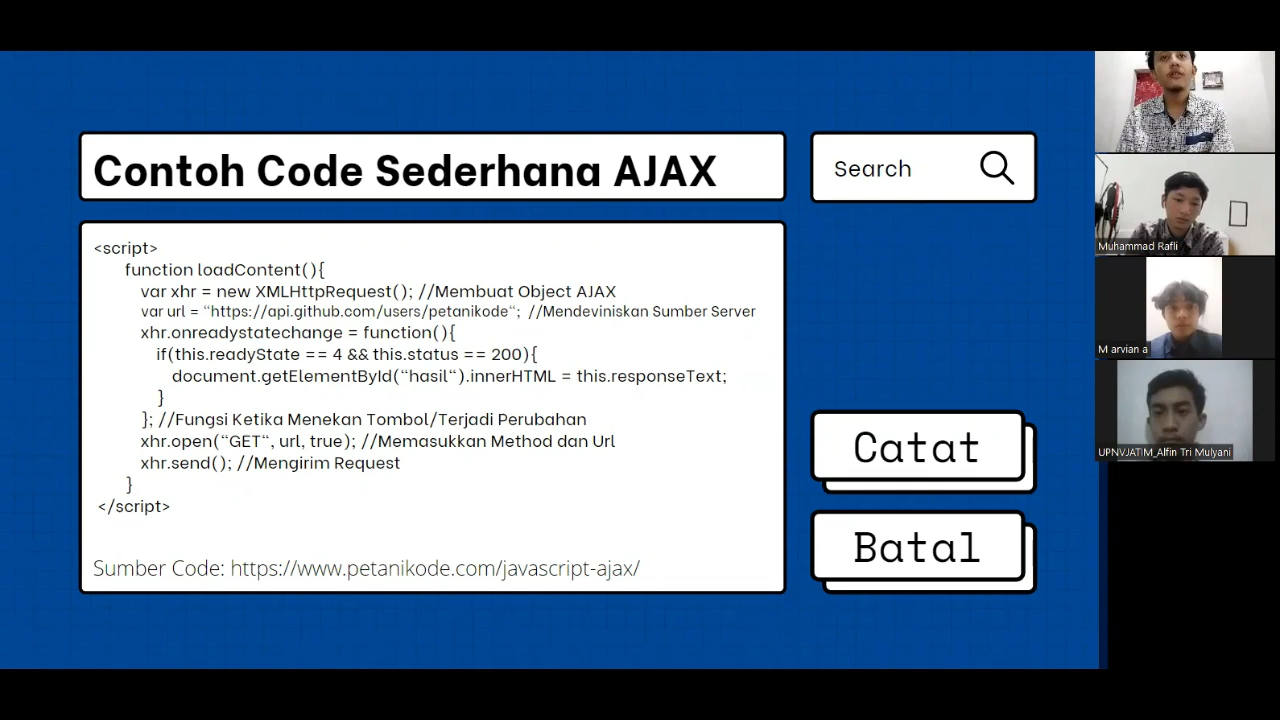 Contoh Code Sederhana AJAX
Search
<script>
function loadContent(){
var xhr = new XMLHttpRequest(); //Membuat Object AJAX
var url = “https://api.github.com/users/petanikode“; //Mendeviniskan Sumber Server
xhr.onreadystatechange = function(){
if(this.readyState == 4 && this.status == 200){
document.getElementById(“hasil“).innerHTML = this.responseText;
}
}; //Fungsi Ketika Menekan Tombol/Terjadi Perubahan
xhr.open(“GET“, url, true); //Memasukkan Method dan Url
xhr.send(); //Mengirim Request
}
</script>
Sumber Code: https://www.petanikode.com/javascript-ajax/
Catat
Batal
Muhammad Rafli
M arvian a
UPNVJATIM_Alfin Tri Mulyani